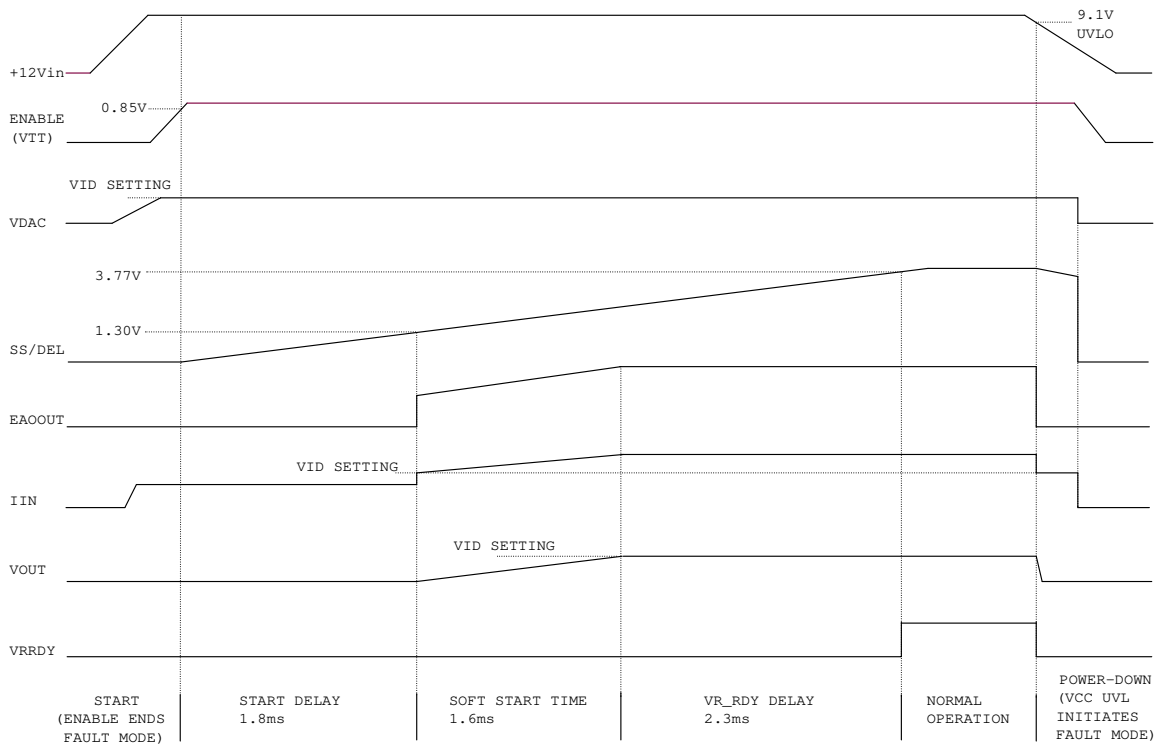 9.1V
UVLO
+12Vin
0.85V
ENABLE
(VTT)
VID SETTING
VDAC
3.77V
1.30V
SS/DEL
EAOOUT
VID SETTING
IIN
VID SETTING
VOUT
VRRDY
START
(ENABLE ENDS
FAULT MODE)
START DELAY
1.8ms
SOFT START TIME
1.6ms
VR_RDY DELAY
2.3ms
NORMAL
OPERATION
POWER-DOWN
(VCC UVL
INITIATES
FAULT MODE)